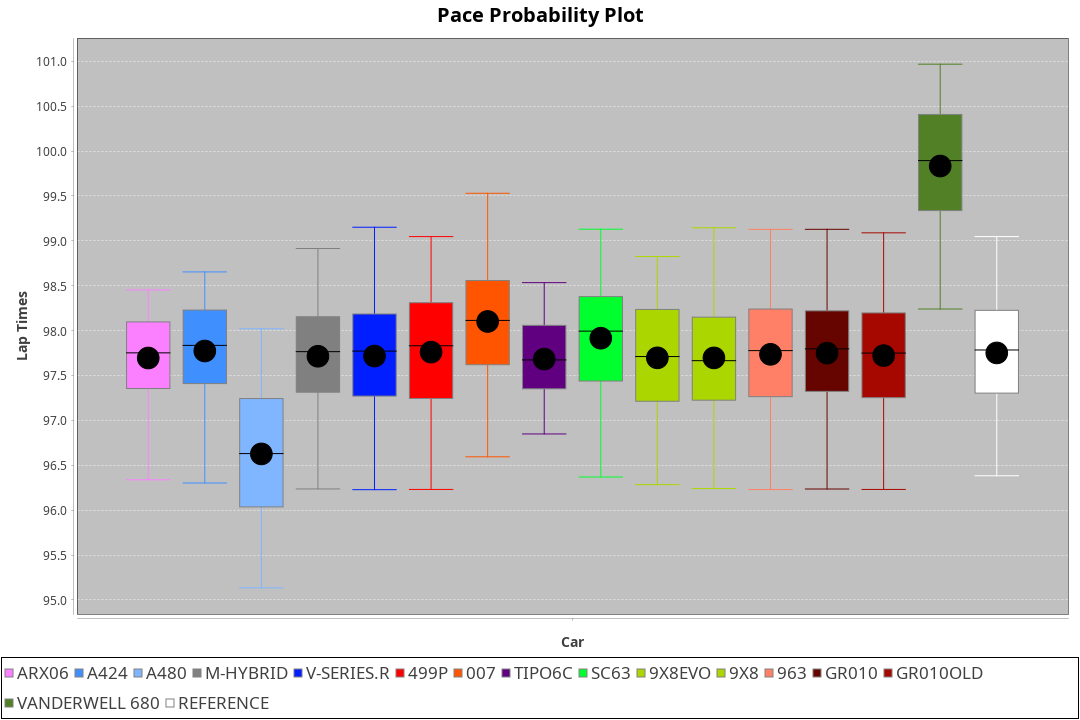 Pace Probability Plot
101.0
100.5
100.0
99.5
99.0
98.5
98.0
97.5
97.0
96.5
96.0
95.5
95.0
Lap Times
Car
ARX06 A424 A480 M-HYBRID V-SERIES.R 499P 007 TIPO6C SC63 9X8EVO 9X8 963 GR010 GR010OLD
VANDERWELL 680 REFERENCE